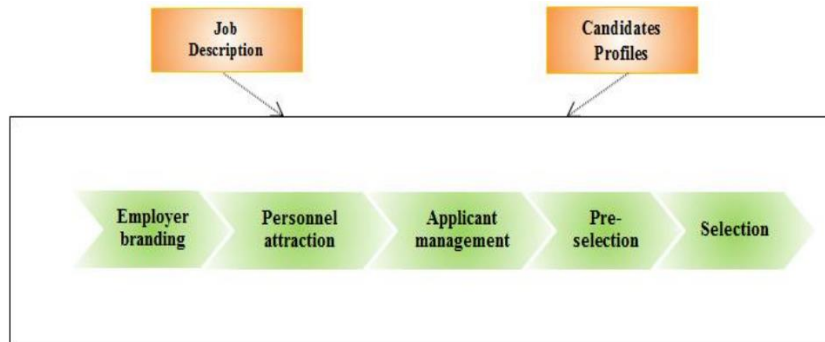 Job
Description
Candidates
Profiles
Employer
branding
Personnel
attraction
Applicant
management
Pre-
selection
Selection